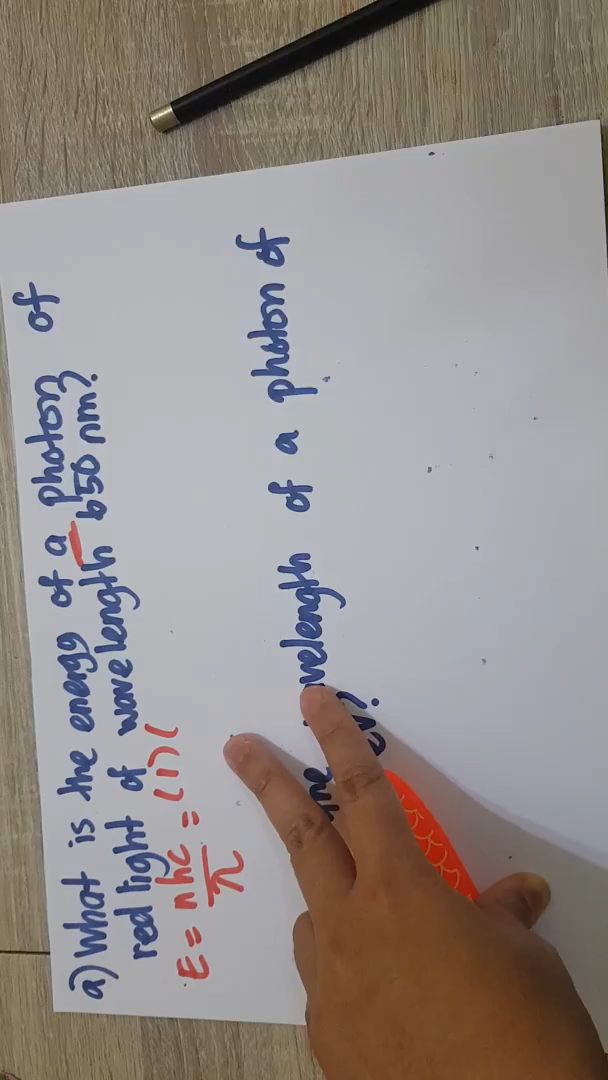 a) What is the energy of a photon of
red light of wavelength 650 nm?
E = nhc/λ = (1)(
wavelength of a photon of
eV?